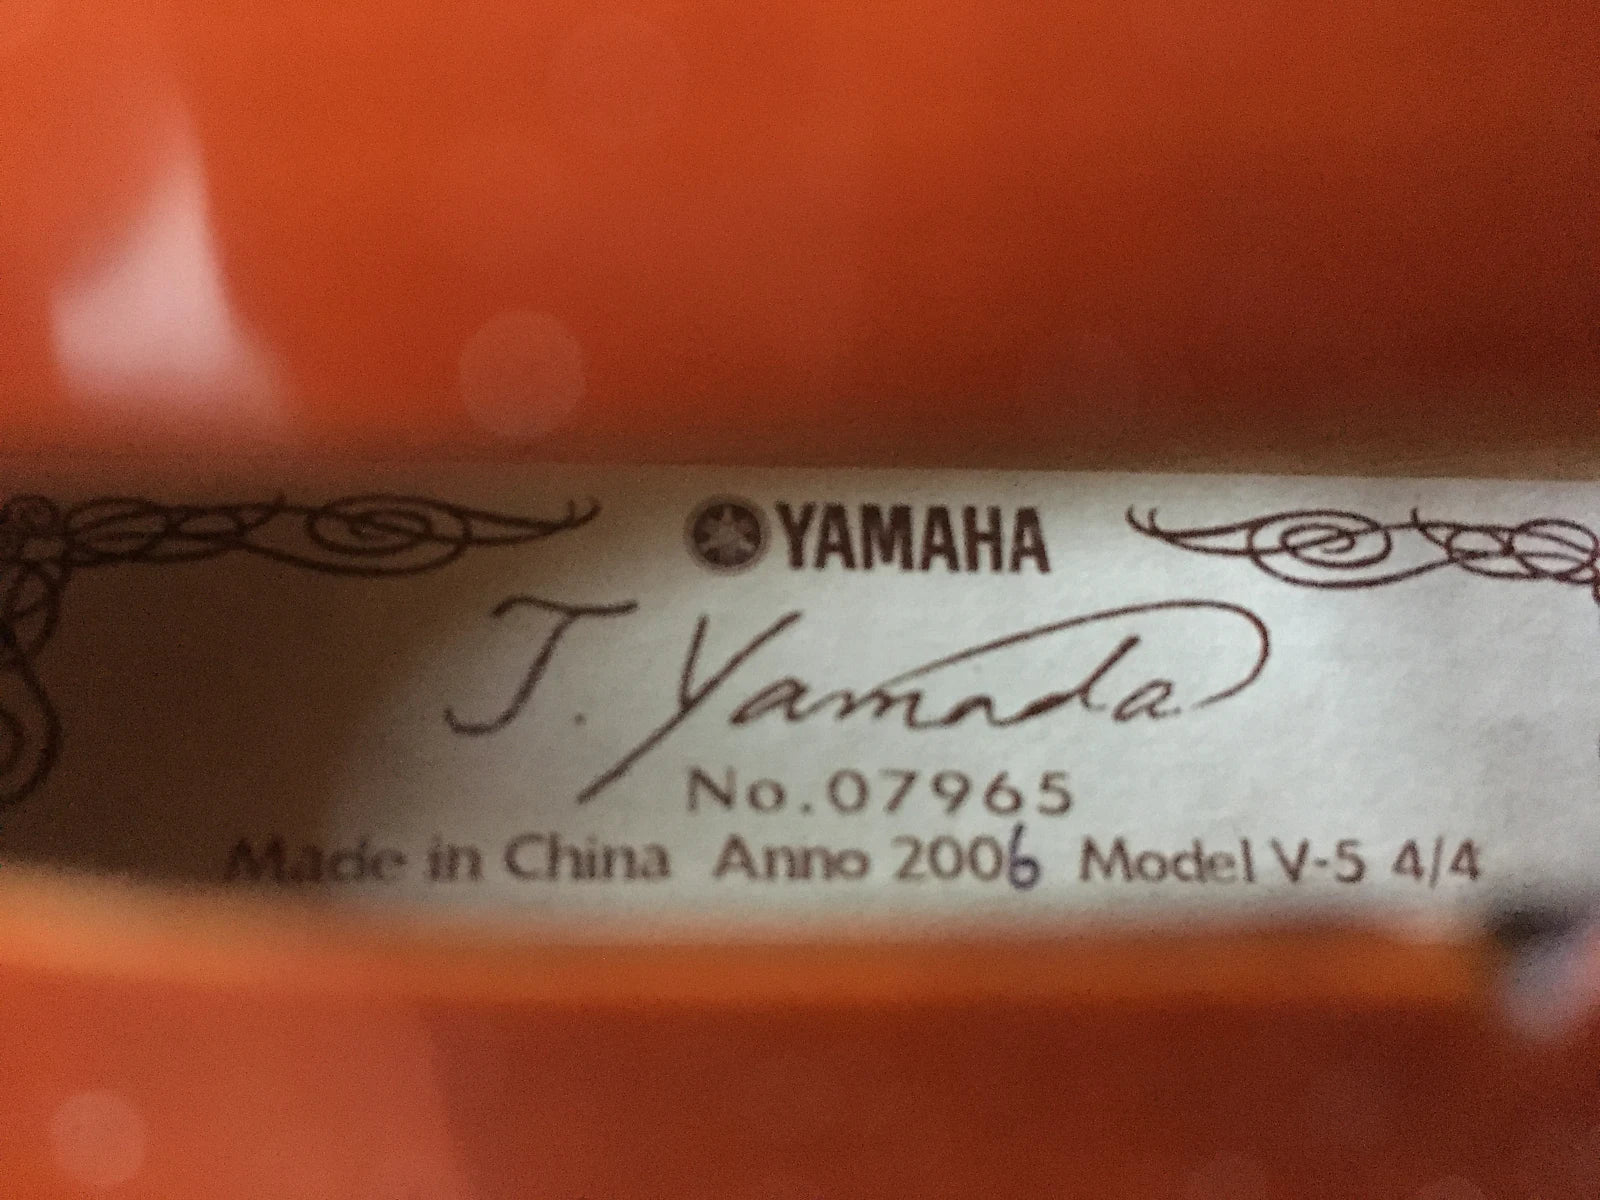 YAMAHA
T. Yamada
No.07965
Made in China Anno 2006 Model V-5 4/4